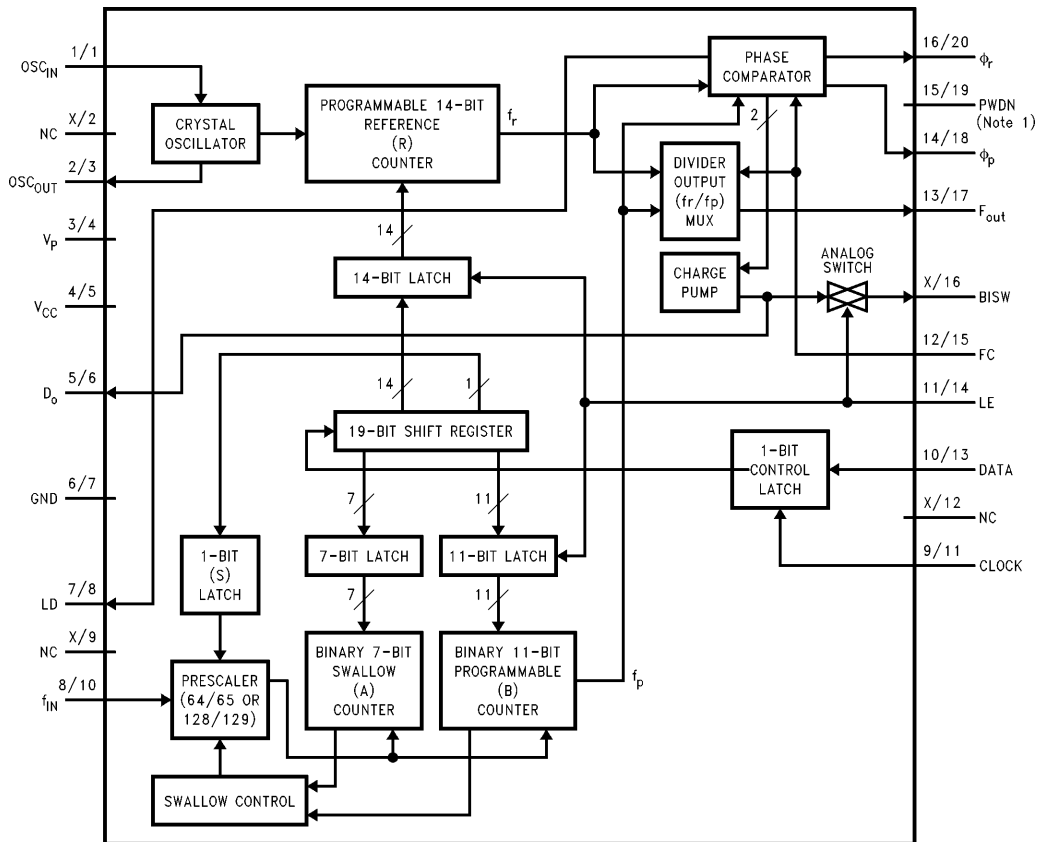 1/1
OSC_IN
X/2
NC
2/3
OSC_OUT
3/4
V_P
4/5
V_CC
5/6
D_o
6/7
GND
7/8
LD
X/9
NC
8/10
f_IN
CRYSTAL
OSCILLATOR
PROGRAMMABLE 14-BIT
REFERENCE
(R)
COUNTER
f_r
14
14-BIT LATCH
14
1
19-BIT SHIFT REGISTER
7
11
1-BIT
(S)
LATCH
7-BIT LATCH
11-BIT LATCH
7
11
PRESCALER
(64/65 OR
128/129)
BINARY 7-BIT
SWALLOW
(A)
COUNTER
BINARY 11-BIT
PROGRAMMABLE
(B)
COUNTER
f_p
SWALLOW CONTROL
PHASE
COMPARATOR
2
DIVIDER
OUTPUT
(fr/fp)
MUX
CHARGE
PUMP
ANALOG
SWITCH
1-BIT
CONTROL
LATCH
16/20
ϕ_r
15/19
PWDN
(Note 1)
14/18
ϕ_p
13/17
F_out
X/16
BISW
12/15
FC
11/14
LE
10/13
DATA
X/12
NC
9/11
CLOCK